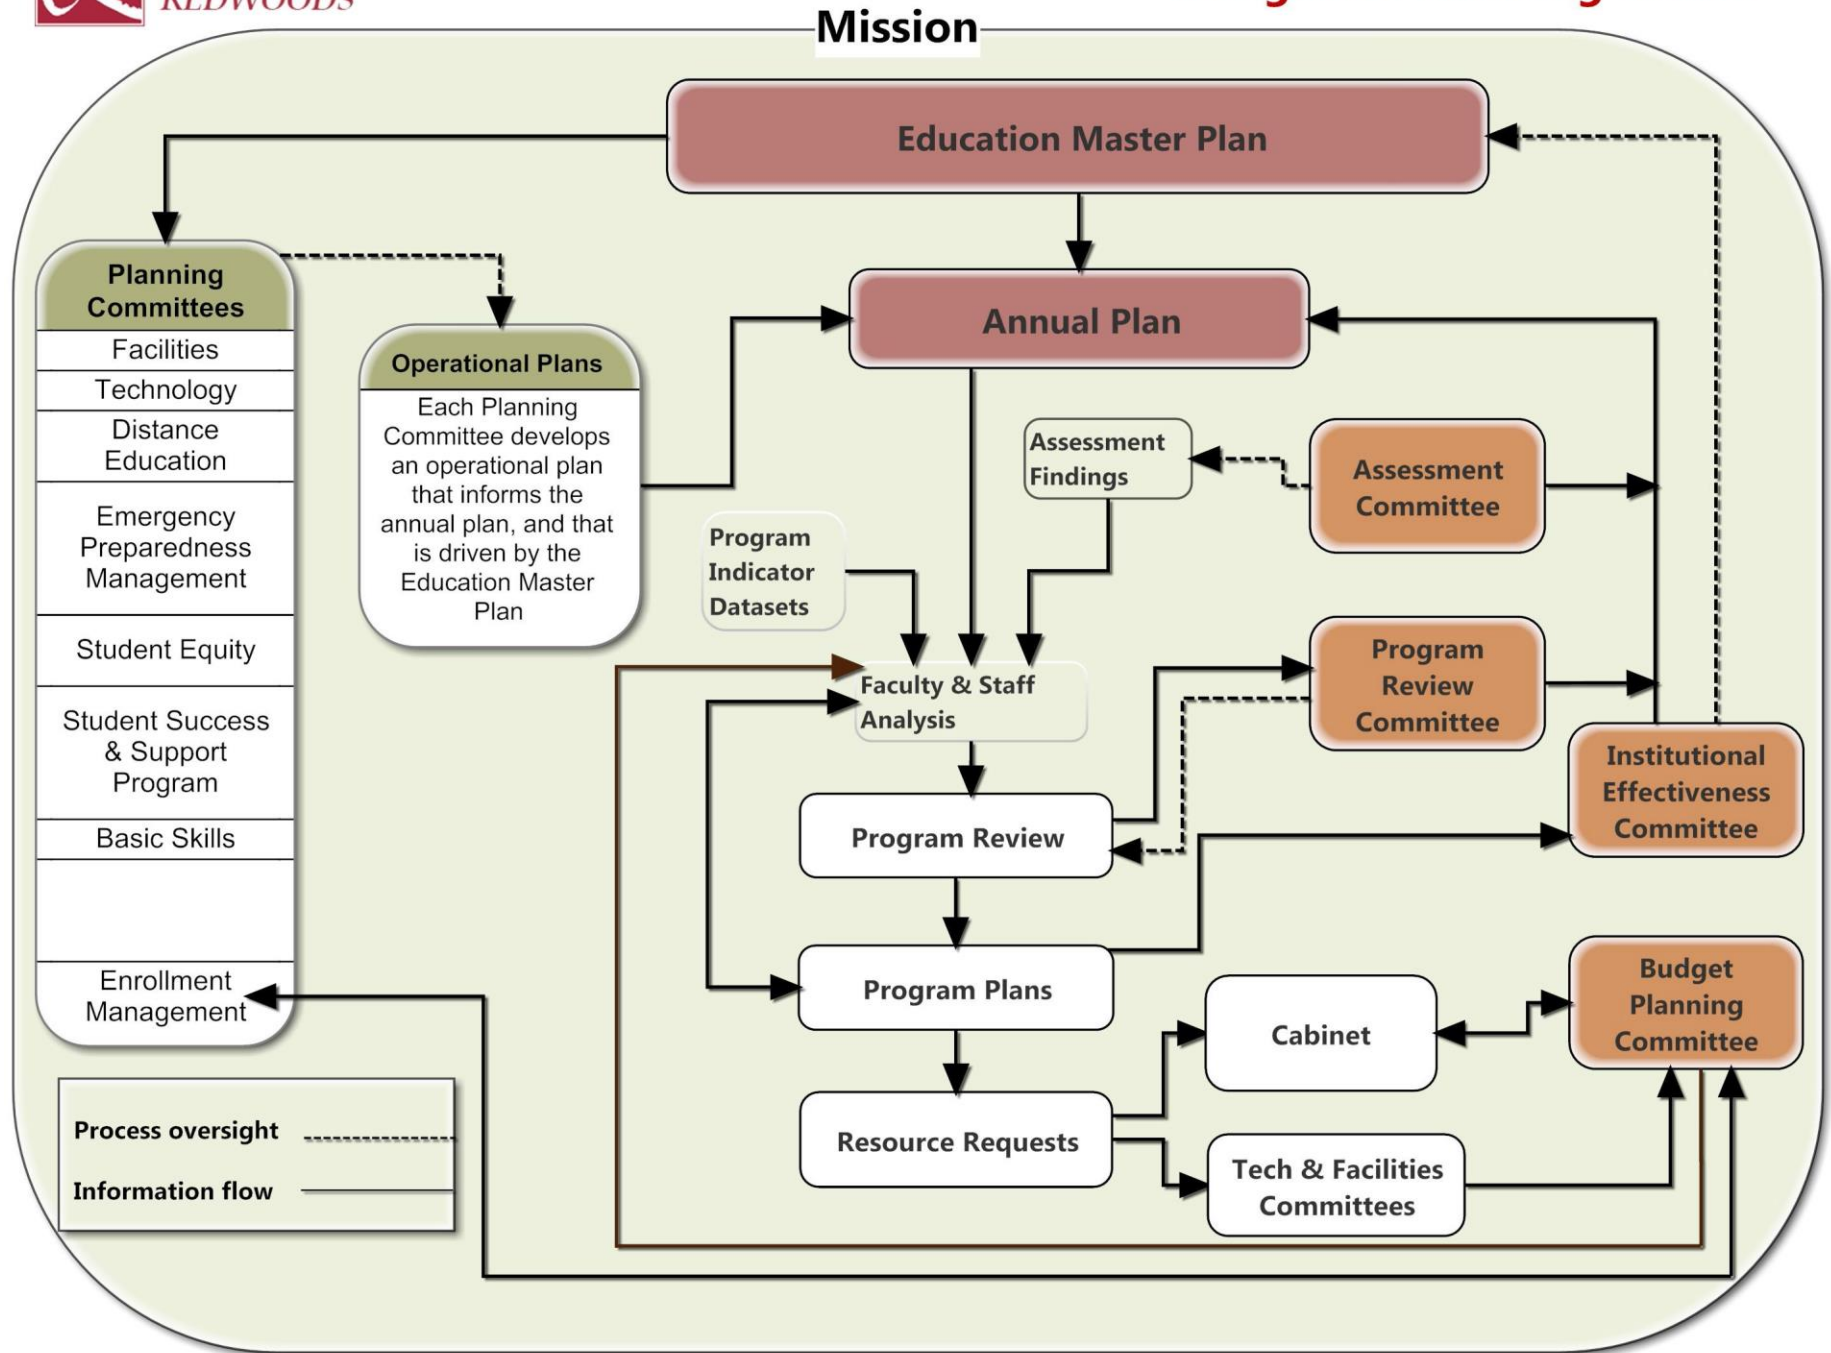 REDWOODS
Mission
Education Master Plan
Planning
Committees
Facilities
Technology
Distance
Education
Emergency
Preparedness
Management
Student Equity
Student Success
& Support
Program
Basic Skills
Enrollment
Management
Operational Plans
Each Planning
Committee develops
an operational plan
that informs the
annual plan, and that
is driven by the
Education Master
Plan
Annual Plan
Assessment
Findings
Assessment
Committee
Program
Indicator
Datasets
Faculty & Staff
Analysis
Program
Review
Committee
Institutional
Effectiveness
Committee
Program Review
Program Plans
Cabinet
Budget
Planning
Committee
Resource Requests
Tech & Facilities
Committees
Process oversight
Information flow